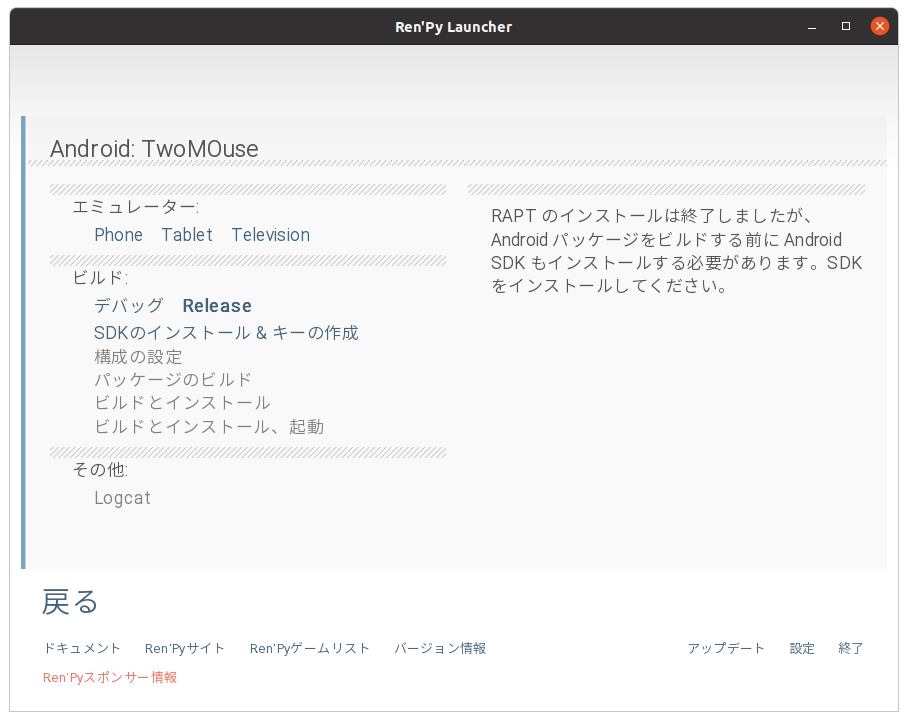 Ren'Py Launcher
Android: TwoMOuse
エミュレーター:
Phone Tablet Television
ビルド:
デバッグ Release
SDKのインストール & キーの作成
構成の設定
パッケージのビルド
ビルドとインストール
ビルドとインストール、起動
その他:
Logcat
RAPT のインストールは終了しましたが、
Android パッケージをビルドする前に Android
SDK もインストールする必要があります。SDK
をインストールしてください。
戻る
ドキュメント Ren'Pyサイト Ren'Pyゲームリスト バージョン情報 アップデート 設定 終了
Ren'Pyスポンサー情報